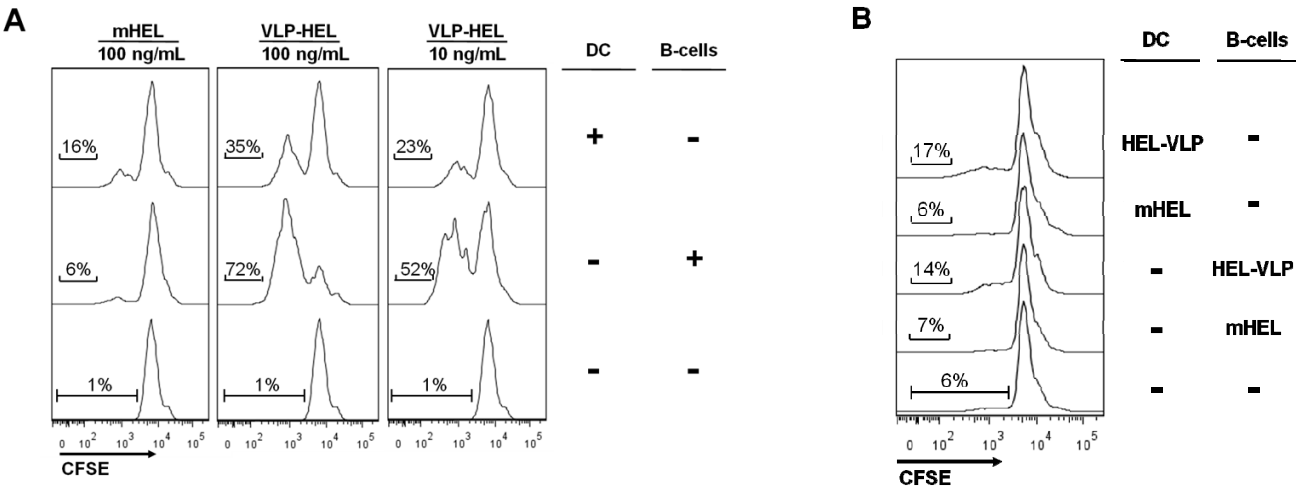 A
mHEL
100 ng/mL
VLP-HEL
100 ng/mL
VLP-HEL
10 ng/mL
DC B-cells
16% 35% 23% + -
6% 72% 52% - +
1% 1% 1% - -
0 10² 10³ 10⁴ 10⁵ 0 10² 10³ 10⁴ 10⁵ 0 10² 10³ 10⁴ 10⁵
CFSE
B
DC B-cells
17% HEL-VLP -
6% mHEL -
14% - HEL-VLP
7% - mHEL
6% - -
0 10² 10³ 10⁴ 10⁵
CFSE